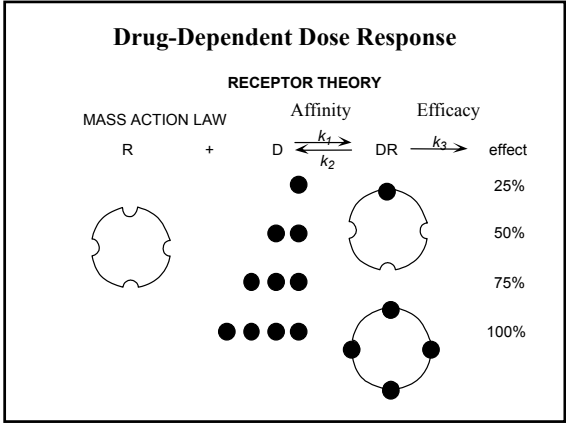 Drug-Dependent Dose Response
RECEPTOR THEORY
MASS ACTION LAW Affinity Efficacy
R + D k1 k2 DR k3 effect
25%
50%
75%
100%